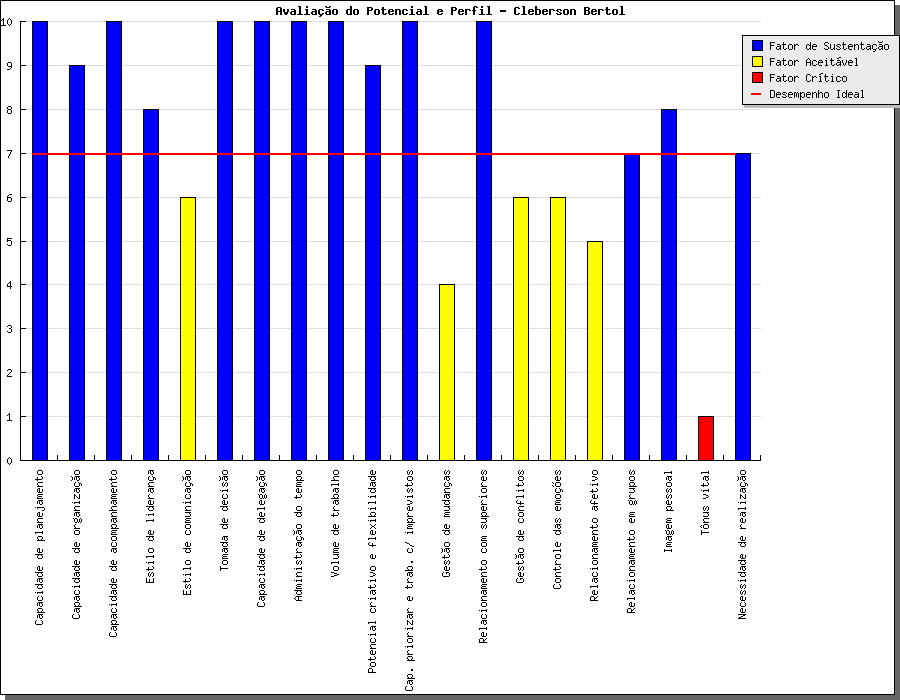 Avaliação do Potencial e Perfil - Cleberson Bertol
Fator de Sustentação
Fator Aceitável
Fator Crítico
Desempenho Ideal
10
9
8
7
6
5
4
3
2
1
0
Capacidade de planejamento
Capacidade de organização
Capacidade de acompanhamento
Estilo de liderança
Estilo de comunicação
Tomada de decisão
Capacidade de delegação
Administração do tempo
Volume de trabalho
Potencial criativo e flexibilidade
Cap. priorizar e trab. c/ imprevistos
Gestão de mudanças
Relacionamento com superiores
Gestão de conflitos
Controle das emoções
Relacionamento afetivo
Relacionamento em grupos
Imagem pessoal
Tônus vital
Necessidade de realização